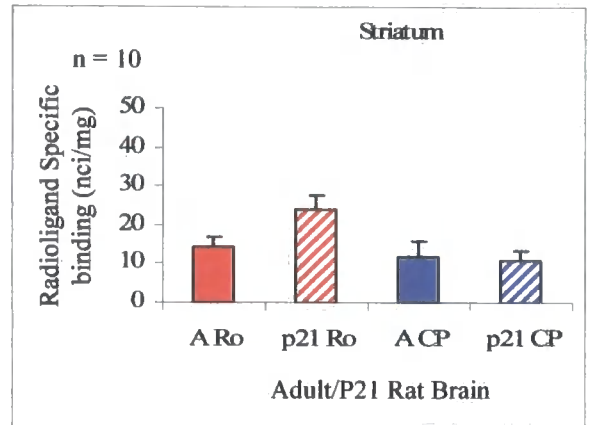 Striatum
n = 10
Radioligand Specific
binding (nci/mg)
50
40
30
20
10
0
A Ro p21 Ro A CP p21 CP
Adult/P21 Rat Brain